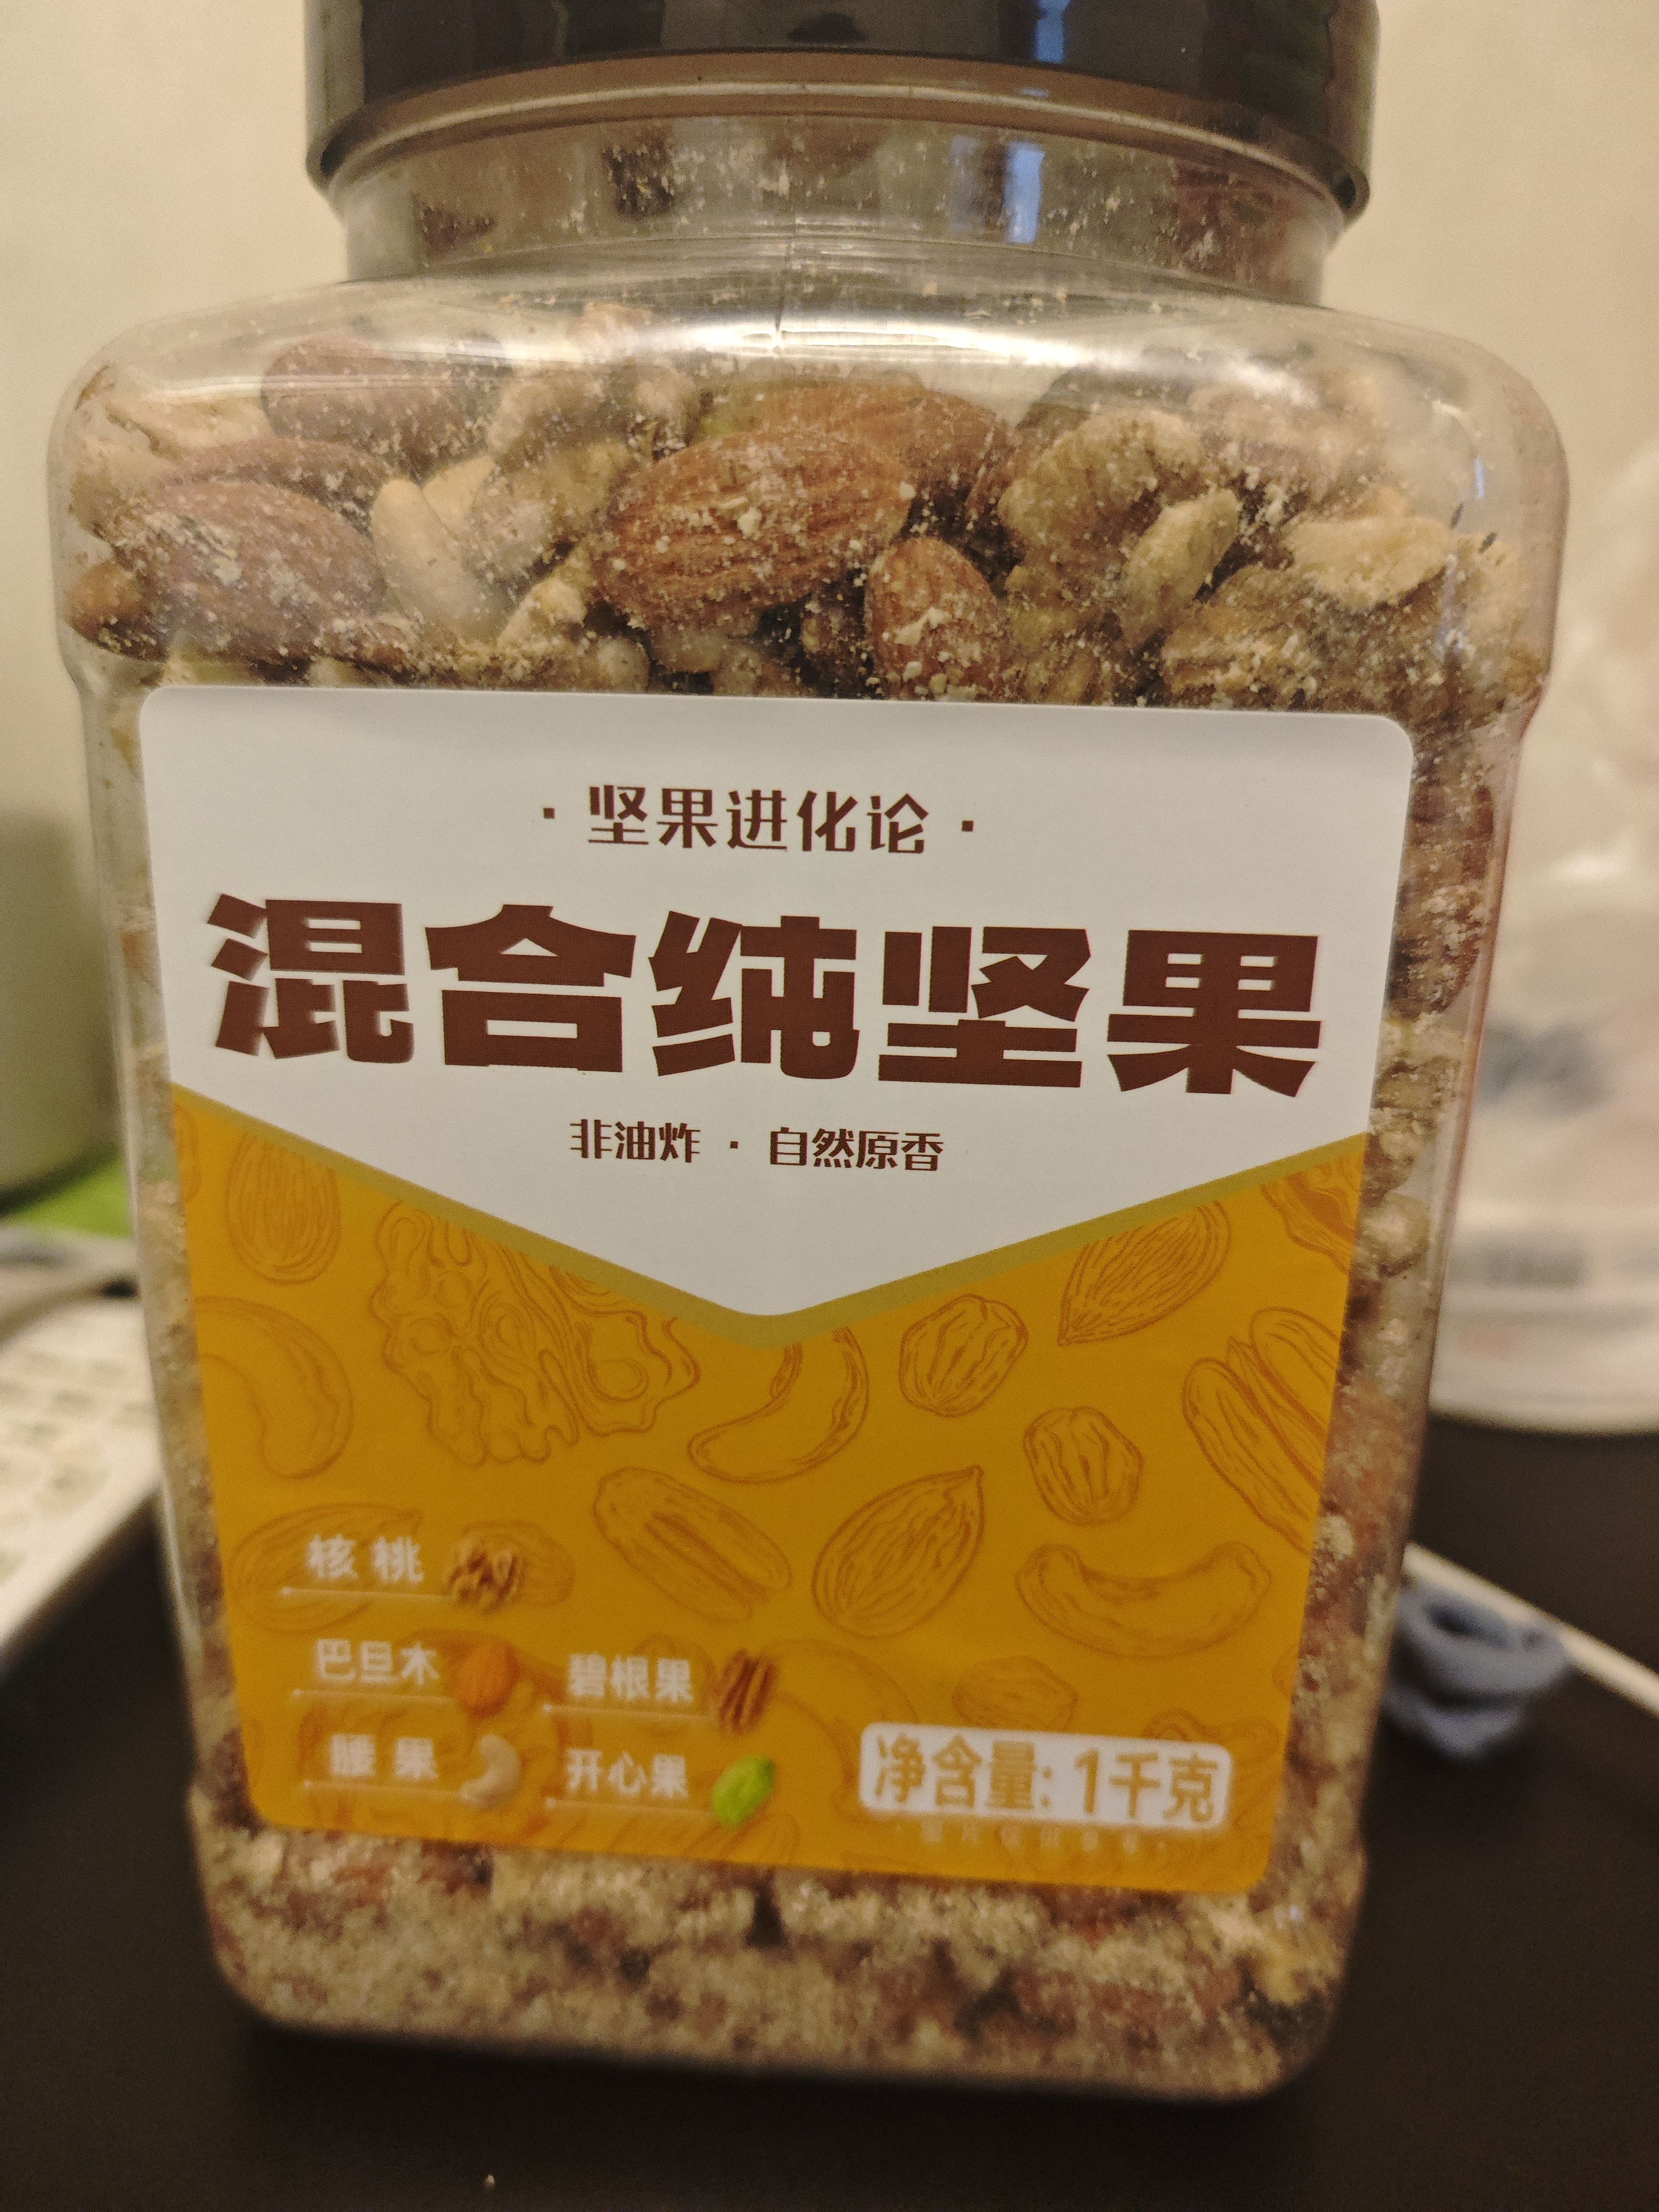 ·坚果进化论·
混合纯坚果
非油炸·自然原香
核桃
巴旦木 碧根果
腰果 开心果
净含量:1千克